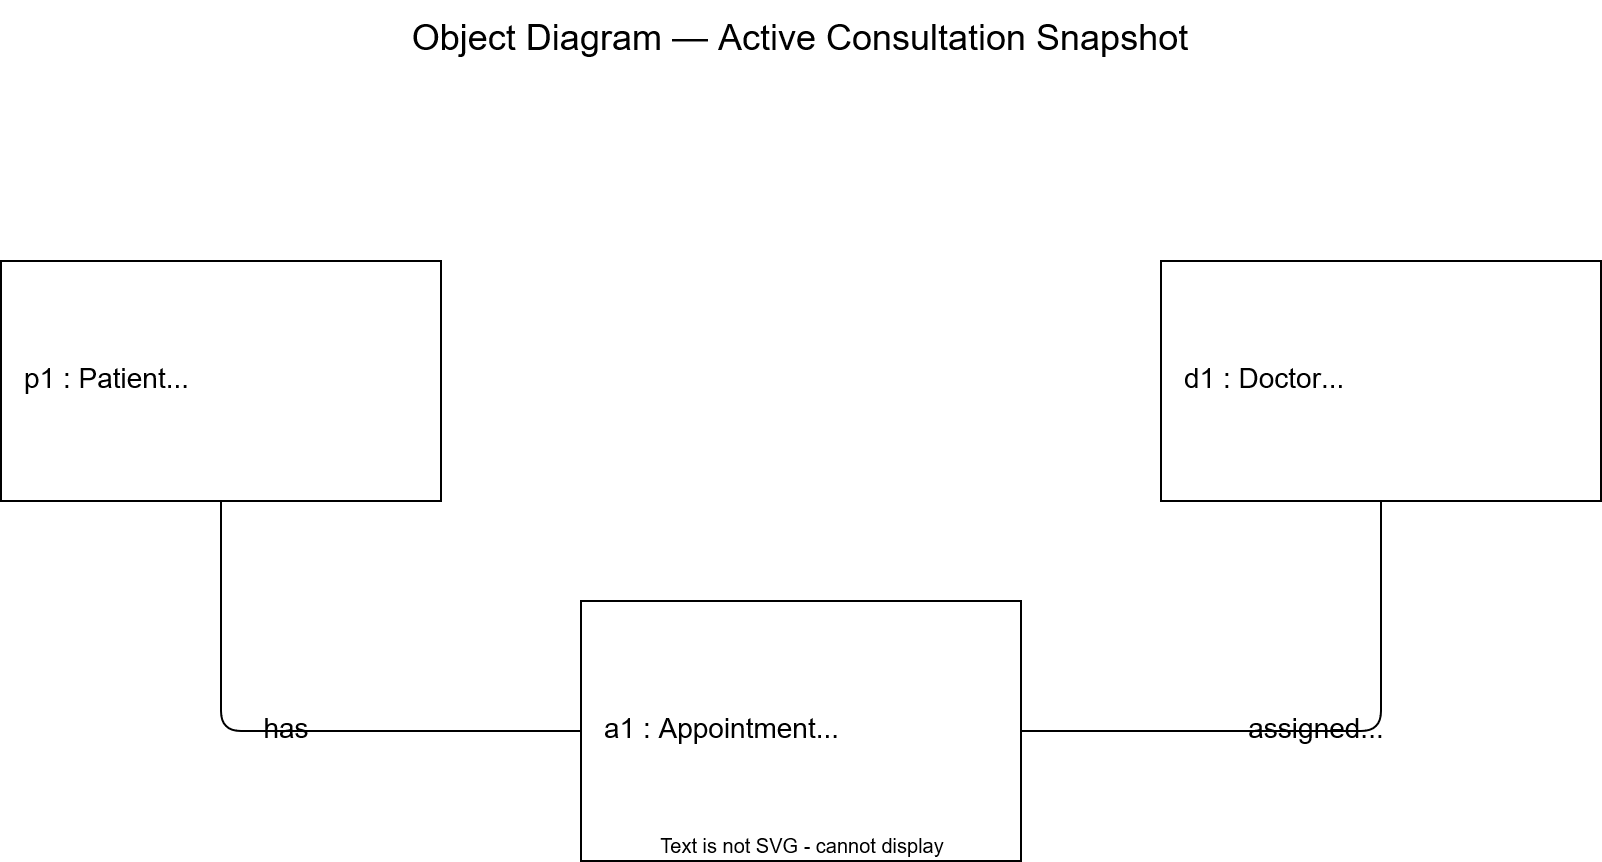 Object Diagram — Active Consultation Snapshot
p1 : Patient...
d1 : Doctor...
has
a1 : Appointment...
assigned...
Text is not SVG - cannot display